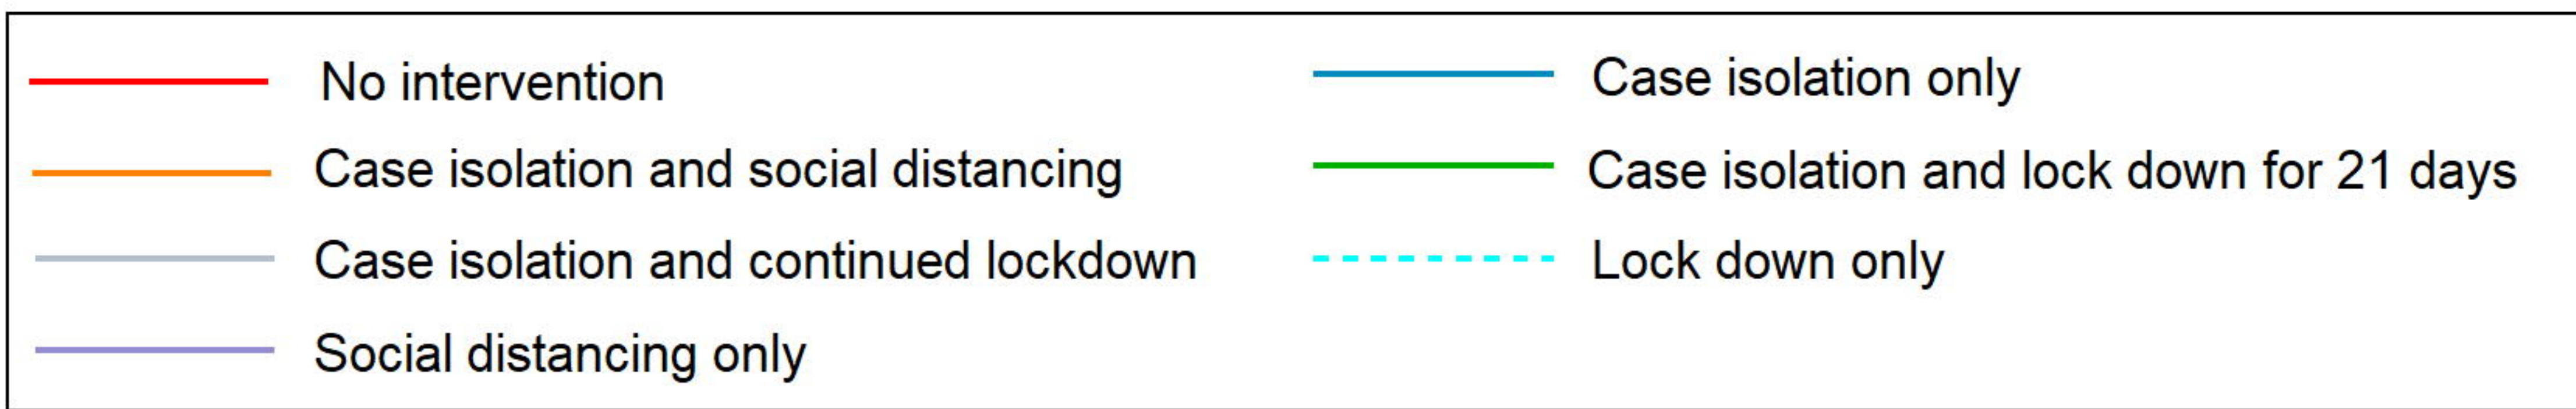 No intervention
Case isolation and social distancing
Case isolation and continued lockdown
Social distancing only
Case isolation only
Case isolation and lock down for 21 days
Lock down only